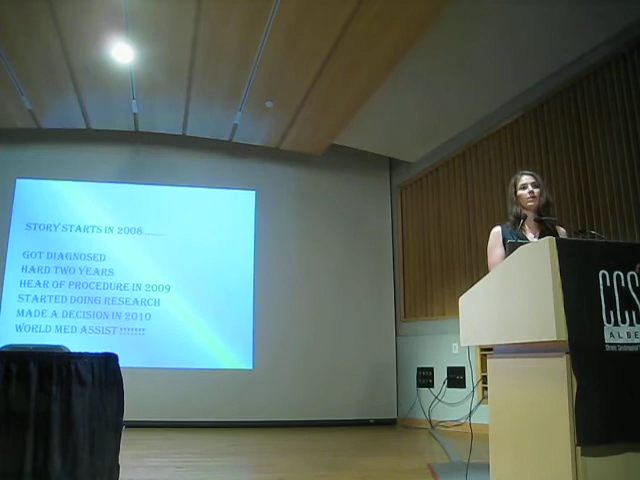 STORY STARTS IN 2008.......
GOT DIAGNOSED
HARD TWO YEARS
HEAR OF PROCEDURE IN 2009
STARTED DOING RESEARCH
MADE A DECISION IN 2010
WORLD MED ASSIST !!!!!!!
CCS
ALBE